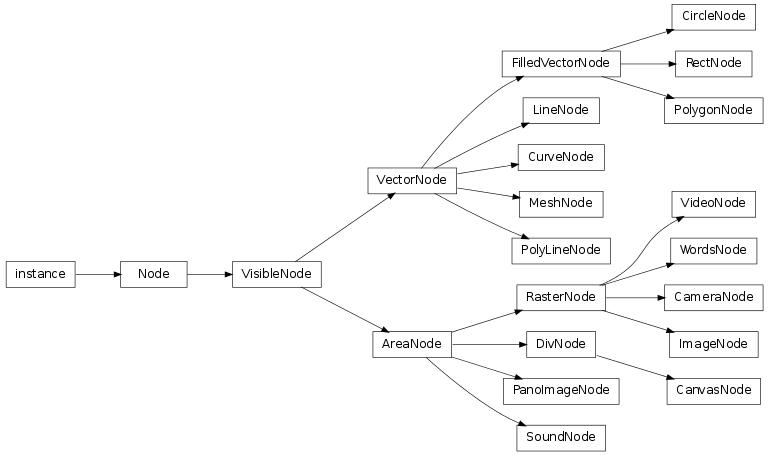 CircleNode
FilledVectorNode
RectNode
LineNode
PolygonNode
CurveNode
VectorNode
MeshNode
VideoNode
PolyLineNode
WordsNode
instance
Node
VisibleNode
RasterNode
CameraNode
AreaNode
DivNode
ImageNode
PanoImageNode
CanvasNode
SoundNode